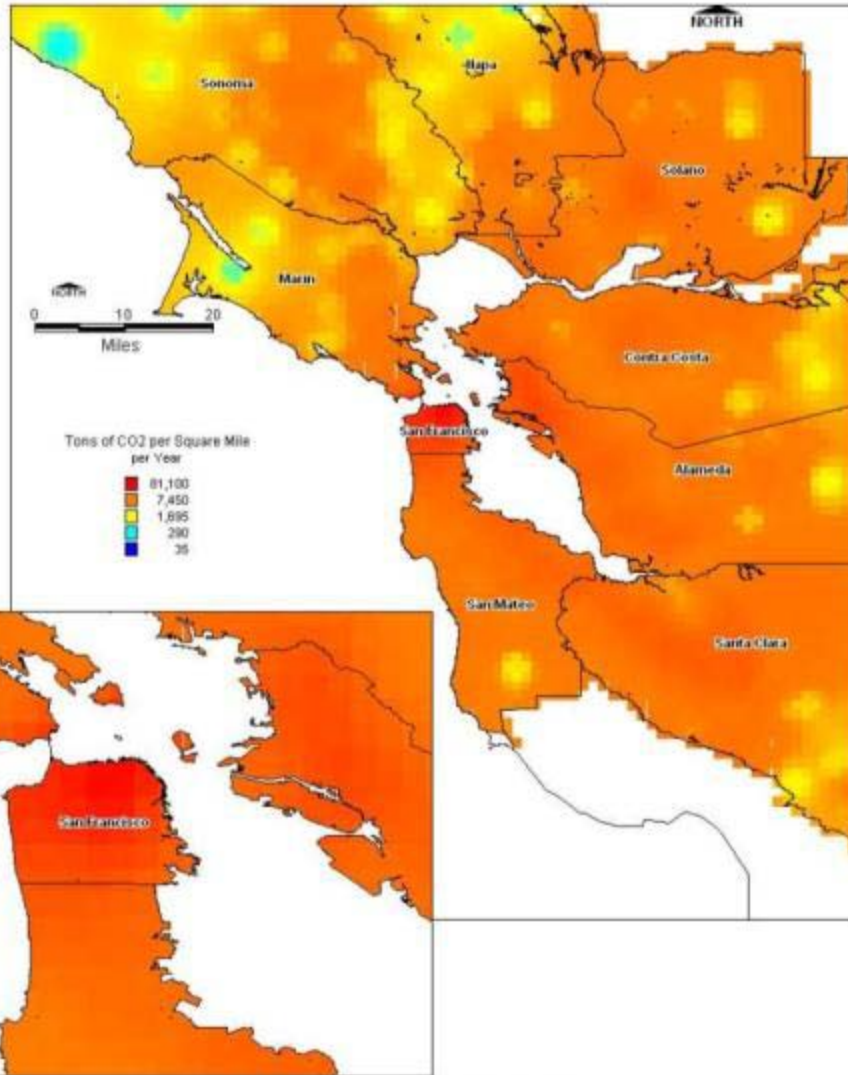 NORTH
Napa
Sonoma
Solano
Marin
NORTH
0 10 20
Miles
Contra Costa
San Francisco
Tons of CO2 per Square Mile
per Year
81,100
7,450
1,695
290
35
Alameda
San Mateo
Santa Clara
San Francisco